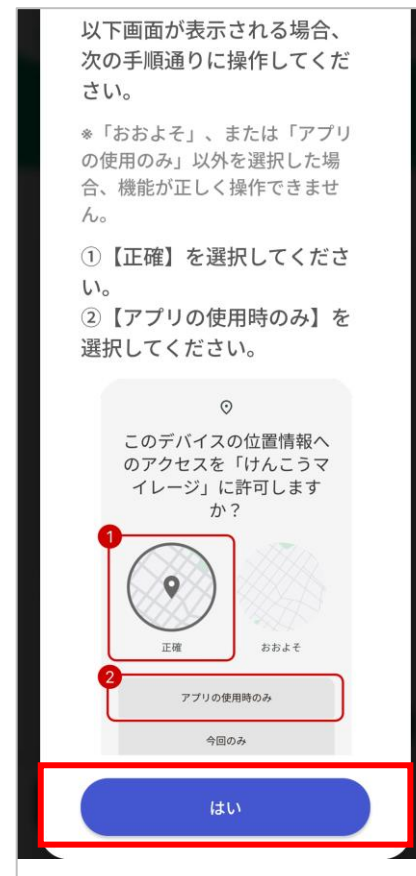 以下画面が表示される場合、
次の手順通りに操作してくだ
さい。
※「おおよそ」、または「アプリ
の使用のみ」以外を選択した場
合、機能が正しく操作できませ
ん。
①【正確】を選択してくださ
い。
②【アプリの使用時のみ】を
選択してください。
このデバイスの位置情報へ
のアクセスを「けんこうマ
イレージ」に許可します
か？
1
正確
おおよそ
2
アプリの使用時のみ
今回のみ
はい